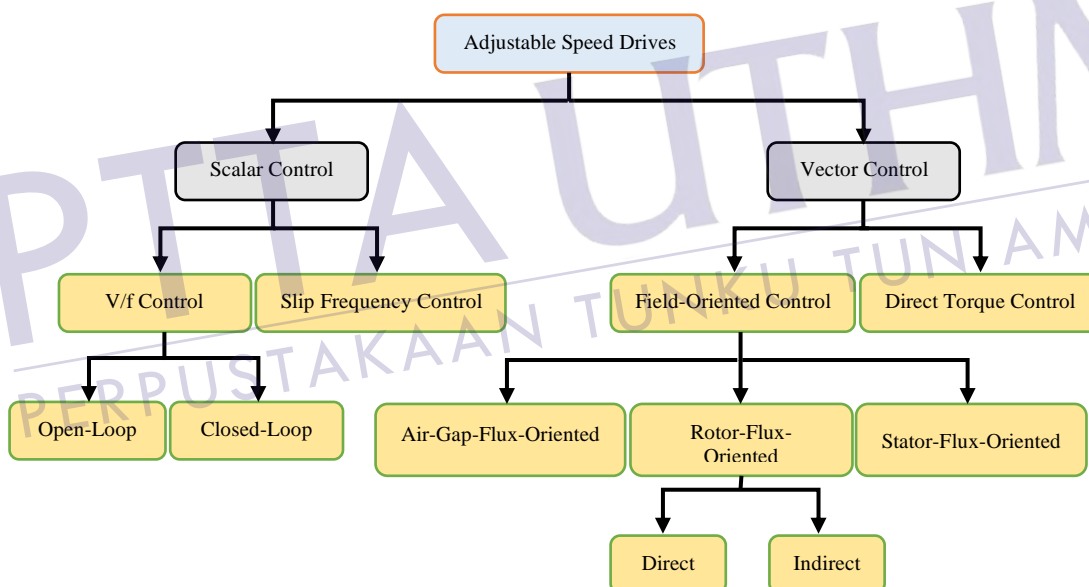 Adjustable Speed Drives
Scalar Control
Vector Control
V/f Control
Slip Frequency Control
Field-Oriented Control
Direct Torque Control
Open-Loop
Closed-Loop
Air-Gap-Flux-Oriented
Rotor-Flux-
Oriented
Stator-Flux-Oriented
Direct
Indirect
PTTA UTHM
PERPUSTAKAAN TUNKU TUN AM